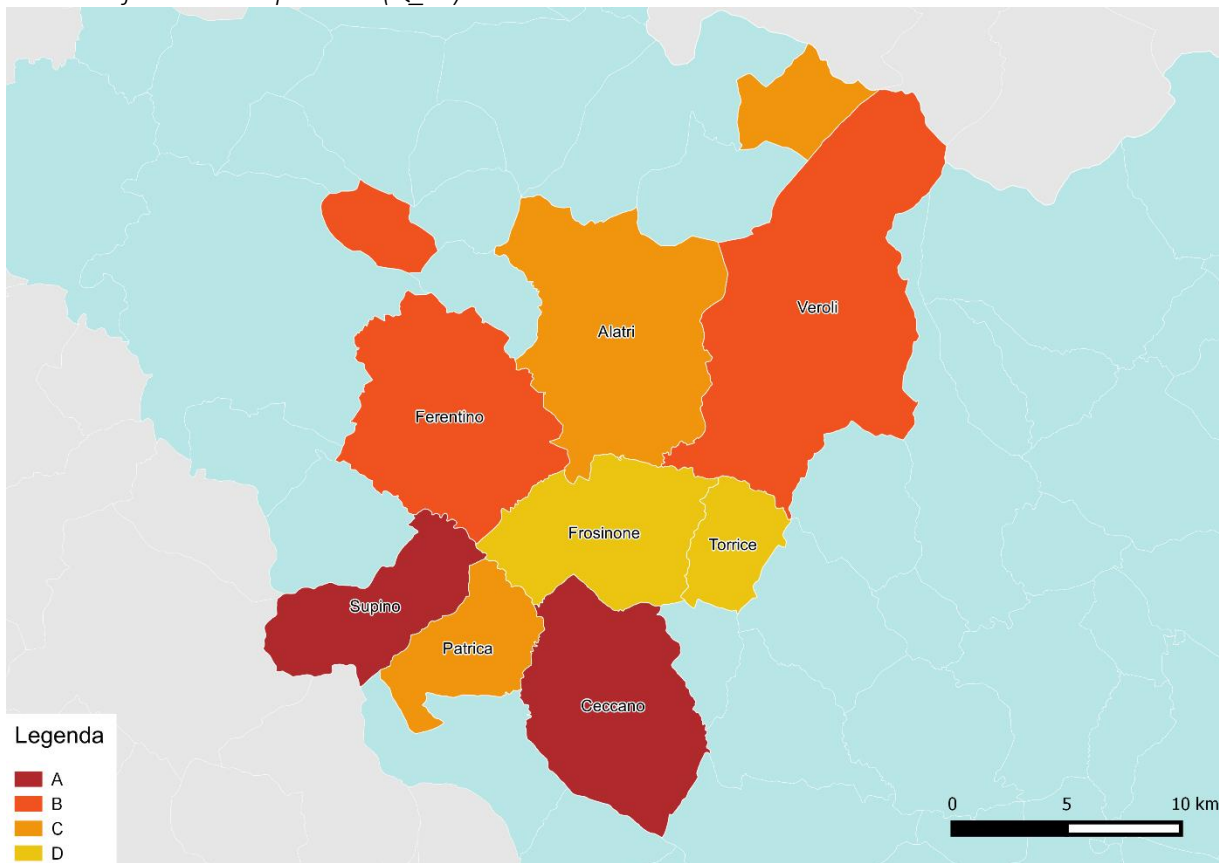 Veroli
Alatri
Ferentino
Frosinone
Torrice
Supino
Patrica
Ceccano
Legenda
A
B
C
D
0 5 10 km